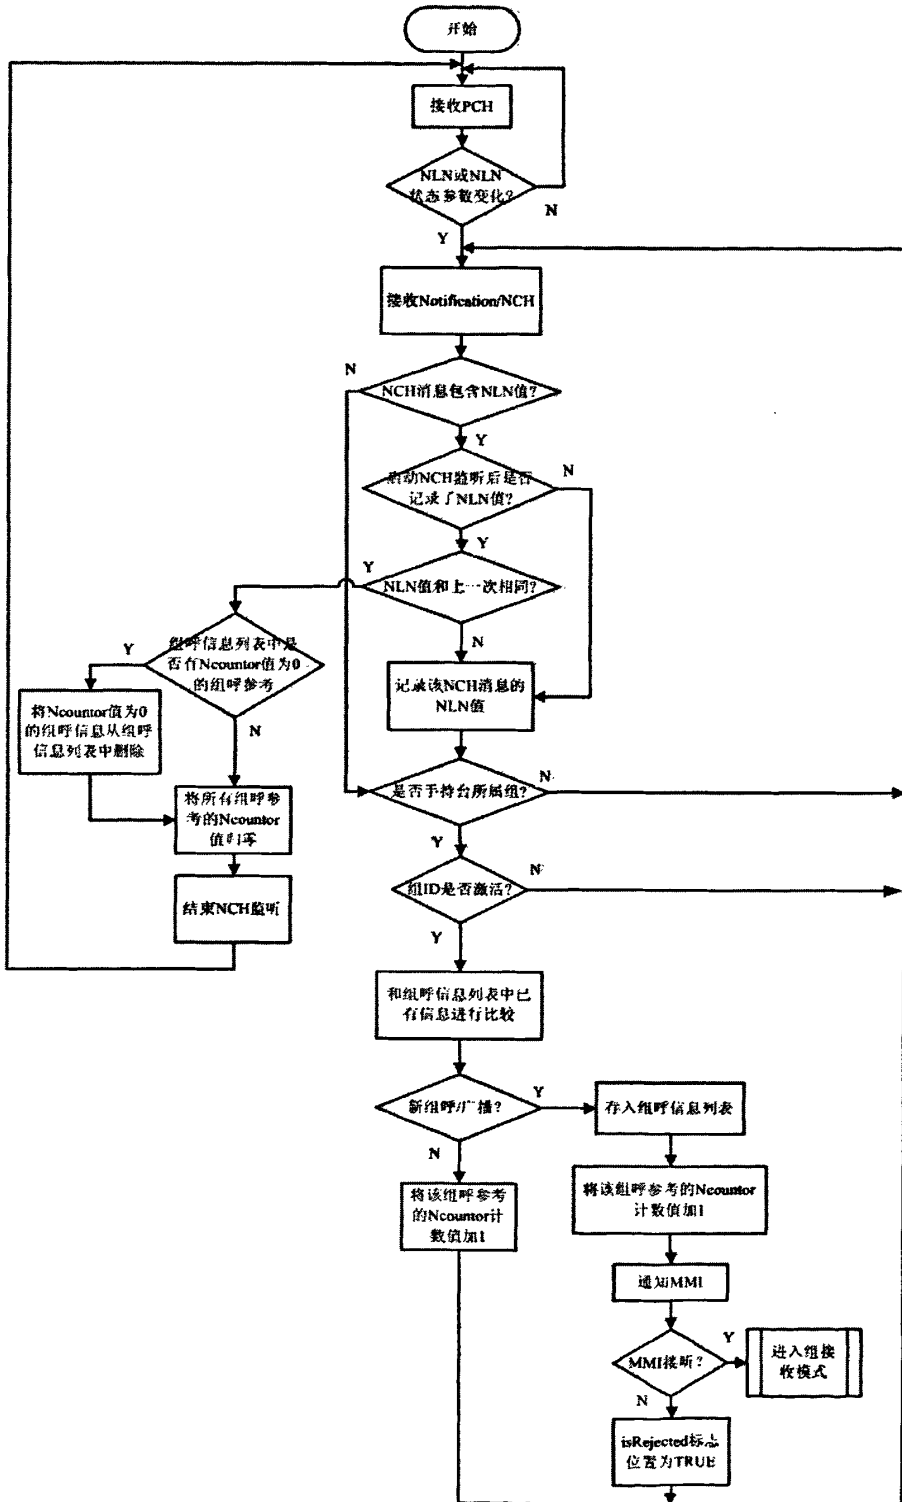 开始
接收PCH
NLN或NLN
状态参数变化?
N
Y
接收Notification/NCH
N
NCH消息包含NLN值?
Y
启动NCH监听后是否
记录了NLN值?
N
Y
Y
NLN值和上一次相同?
N
组呼信息列表中是
否有Ncountor值为0
的组呼参考
Y
N
记录该NCH消息的
NLN值
将Ncountor值为0
的组呼信息从组呼
信息列表中删除
将所有组呼参
考的Ncountor
值归零
是否手持台所属组?
N
Y
结束NCH监听
组ID是否激活?
N
Y
和组呼信息列表中已
有信息进行比较
新组呼/广播?
Y
N
存入组呼信息列表
将该组呼参考
的Ncountor计
数值加1
将该组呼参考的Ncountor
计数值加1
通知MMI
MMI接听?
Y
N
进入组接
收模式
isRejected标志
位置为TRUE